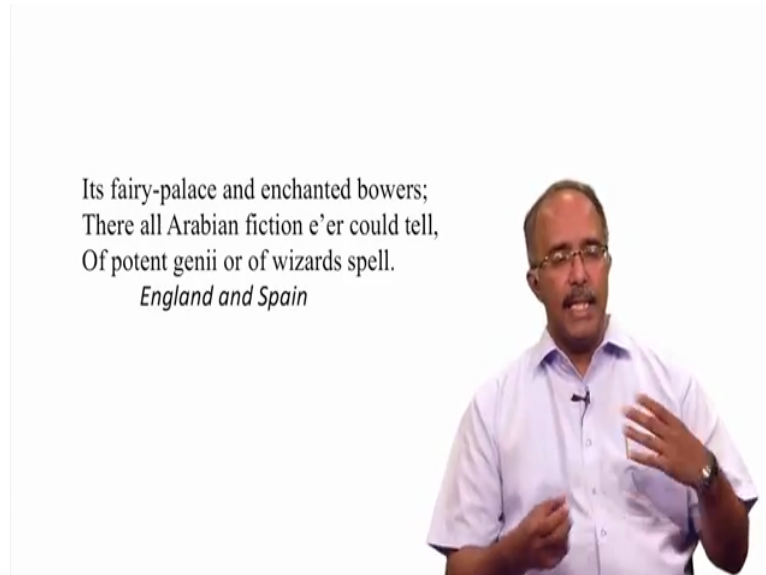 Its fairy-palace and enchanted bowers;
There all Arabian fiction e’er could tell,
Of potent genii or of wizards spell.
England and Spain